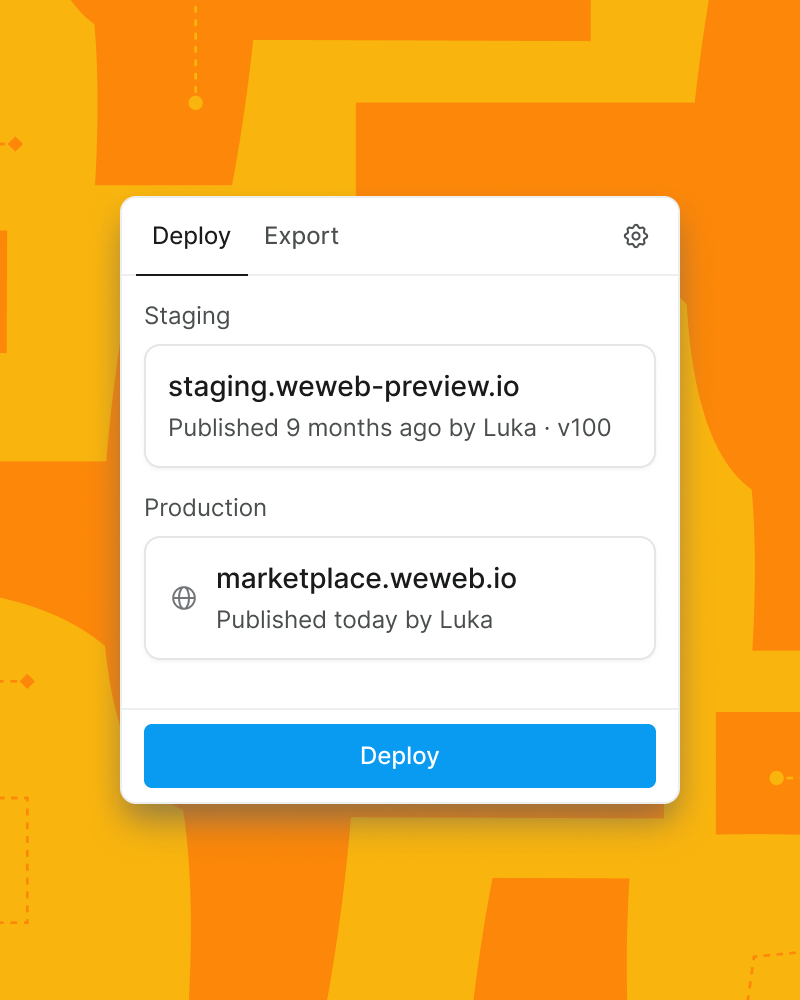 Deploy Export
Staging
staging.weweb-preview.io
Published 9 months ago by Luka · v100
Production
marketplace.weweb.io
Published today by Luka
Deploy